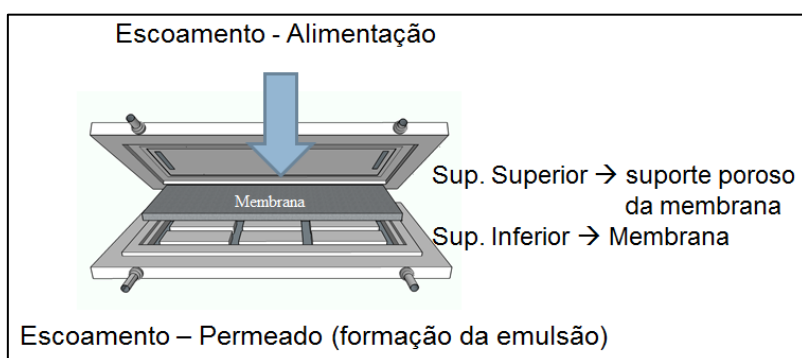 Escoamento - Alimentação
Membrana
Sup. Superior → suporte poroso
da membrana
Sup. Inferior → Membrana
Escoamento – Permeado (formação da emulsão)